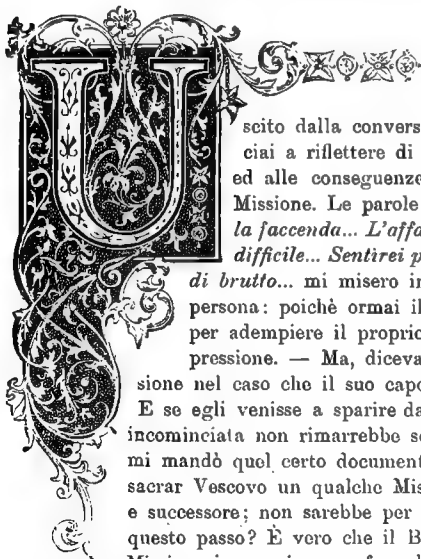 Uscito dalla convers
ciai a riflettere di
ed alle conseguenze
Missione. Le parole
la faccenda... L'affa
difficile... Sentirei p
di brutto... mi misero in
persona: poichè ormai il
per adempiere il proprio
pressione. — Ma, diceva
sione nel caso che il suo capo
E se egli venisse a sparire da
incominciata non rimarrebbe se
mi mandò quel certo document
sacrar Vescovo un qualche Mis
e successore; non sarebbe per
questo passo? È vero che il B